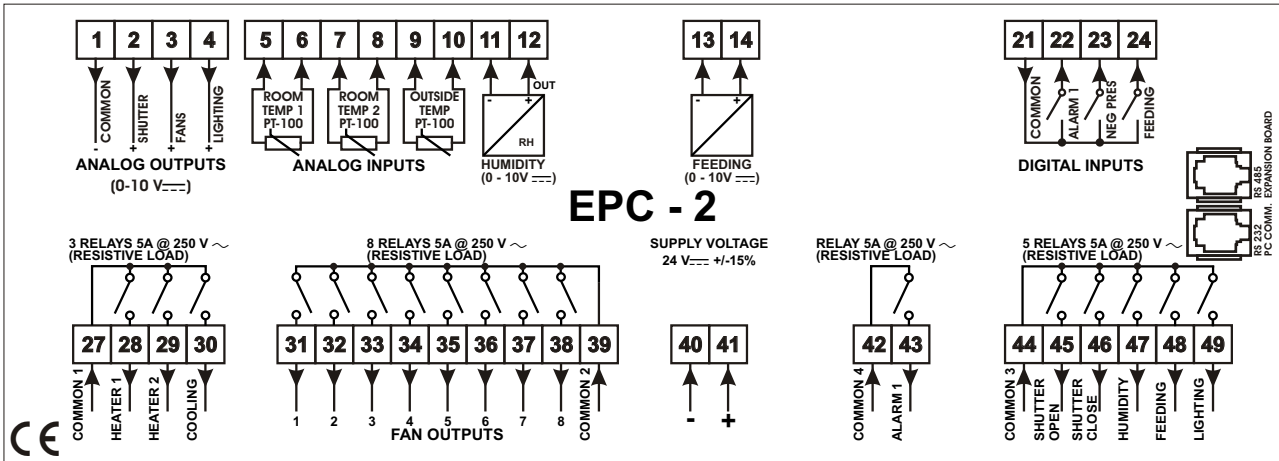 1 2 3 4 5 6 7 8 9 10 11 12 13 14 21 22 23 24
- COMMON
+ SHUTTER
+ FANS
+ LIGHTING
ANALOG OUTPUTS
(0-10 V⎓)
ROOM
TEMP 1
PT-100
ROOM
TEMP 2
PT-100
OUTSIDE
TEMP
PT-100
ANALOG INPUTS
- +
OUT
RH
HUMIDITY
(0 - 10V ⎓)
- +
FEEDING
(0 - 10V ⎓)
COMMON
ALARM 1
NEG PRES
FEEDING
DIGITAL INPUTS
RS 485
EXPANSION BOARD
RS 232
PC COMM.
EPC - 2
3 RELAYS 5A @ 250 V ~
(RESISTIVE LOAD)
8 RELAYS 5A @ 250 V ~
(RESISTIVE LOAD)
SUPPLY VOLTAGE
24 V⎓ +/-15%
RELAY 5A @ 250 V ~
(RESISTIVE LOAD)
5 RELAYS 5A @ 250 V ~
(RESISTIVE LOAD)
27 28 29 30 31 32 33 34 35 36 37 38 39 40 41 42 43 44 45 46 47 48 49
COMMON 1
HEATER 1
HEATER 2
COOLING
1 2 3 4 5 6 7 8
COMMON 2
FAN OUTPUTS
- +
COMMON 4
ALARM 1
COMMON 3
SHUTTER
OPEN
SHUTTER
CLOSE
HUMIDITY
FEEDING
LIGHTING
CE